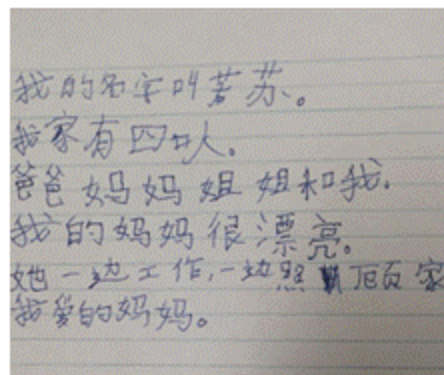 我的名字叫若苏。
我家有四口人.
爸爸妈妈姐姐和我.
我的妈妈很漂亮。
她一边工作,一边照顾家
我爱的妈妈。